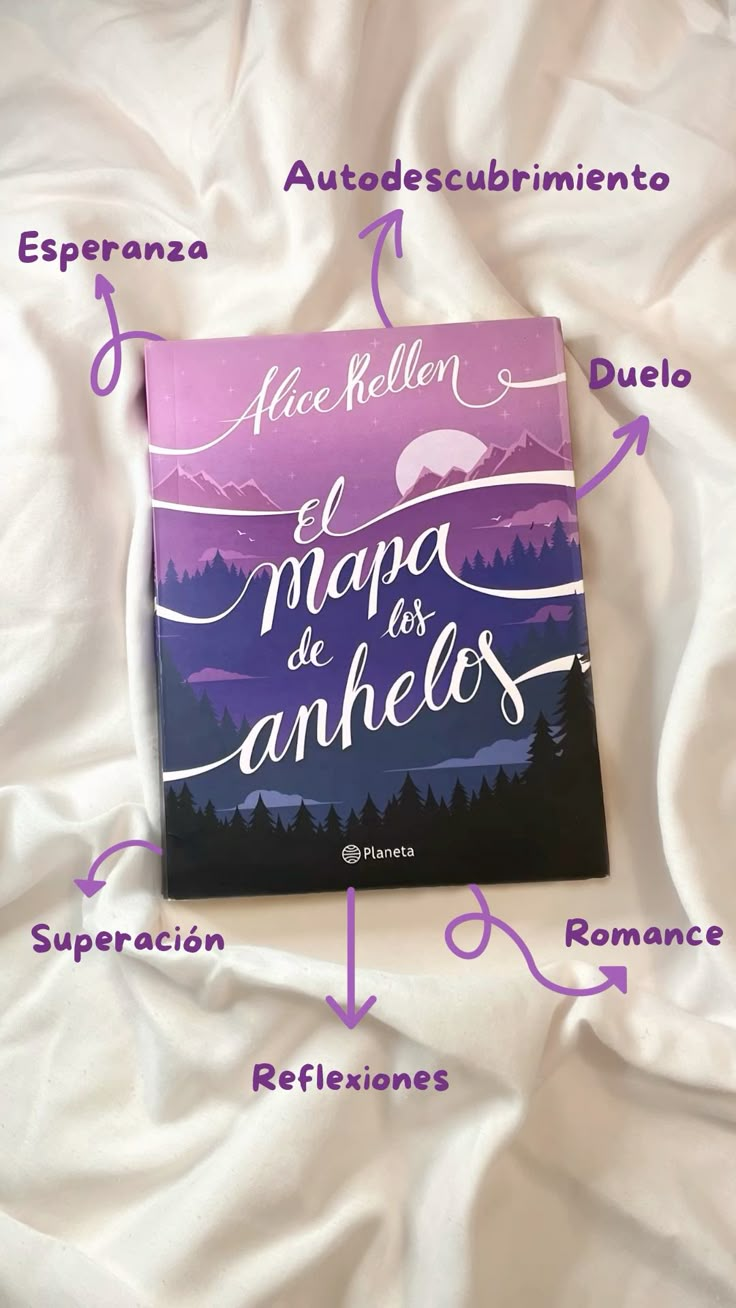 Autodescubrimiento
Esperanza
Duelo
Alice Kellen
El
Mapa
de los
anhelos
Planeta
Superación
Romance
Reflexiones